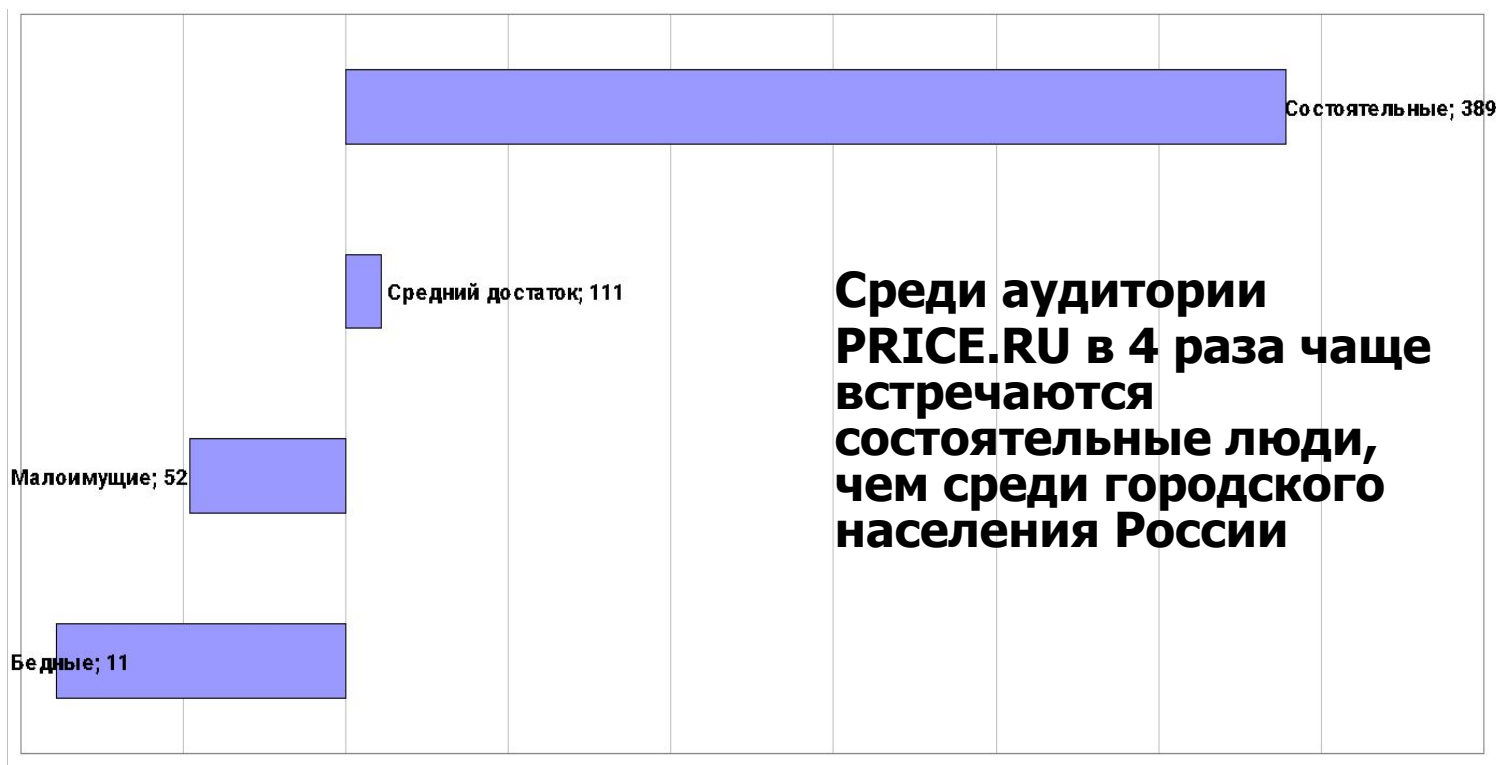 Состоятельные; 389
Средний достаток; 111
Среди аудитории
PRICE.RU в 4 раза чаще
встречаются
состоятельные люди,
чем среди городского
населения России
Малоимущие; 52
Бедные; 11